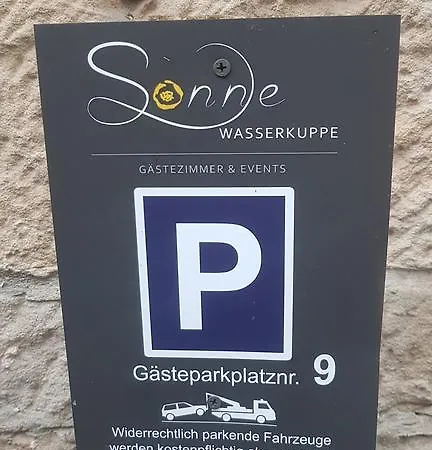 Sonne
WASSERKUPPE
GÄSTEZIMMER & EVENTS
P
Gästeparkplatznr. 9
Widerrechtlich parkende Fahrzeuge
werden kostenpflichtig